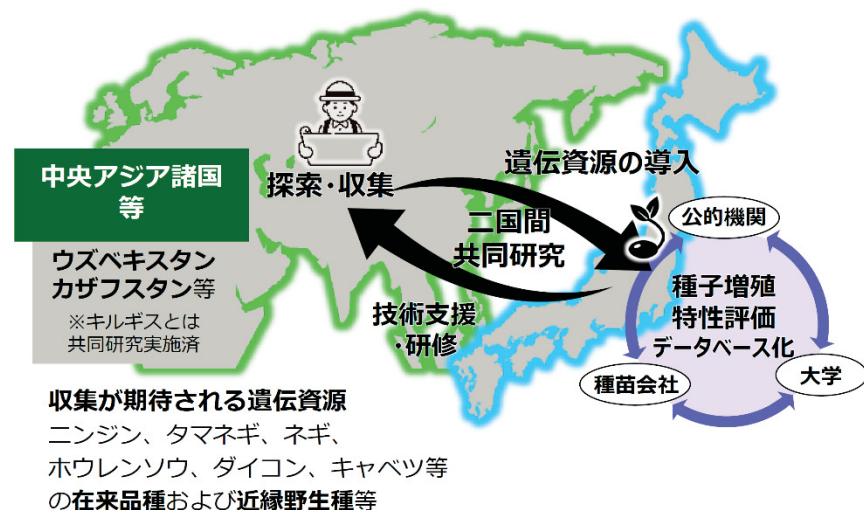 中央アジア諸国
等
ウズベキスタン
カザフスタン等
※キルギスとは
共同研究実施済
探索・収集
遺伝資源の導入
二国間
共同研究
技術支援
・研修
公的機関
種子増殖
特性評価
データベース化
種苗会社
大学
収集が期待される遺伝資源
ニンジン、タマネギ、ネギ、
ホウレンソウ、ダイコン、キャベツ等
の在来品種および近縁野生種等